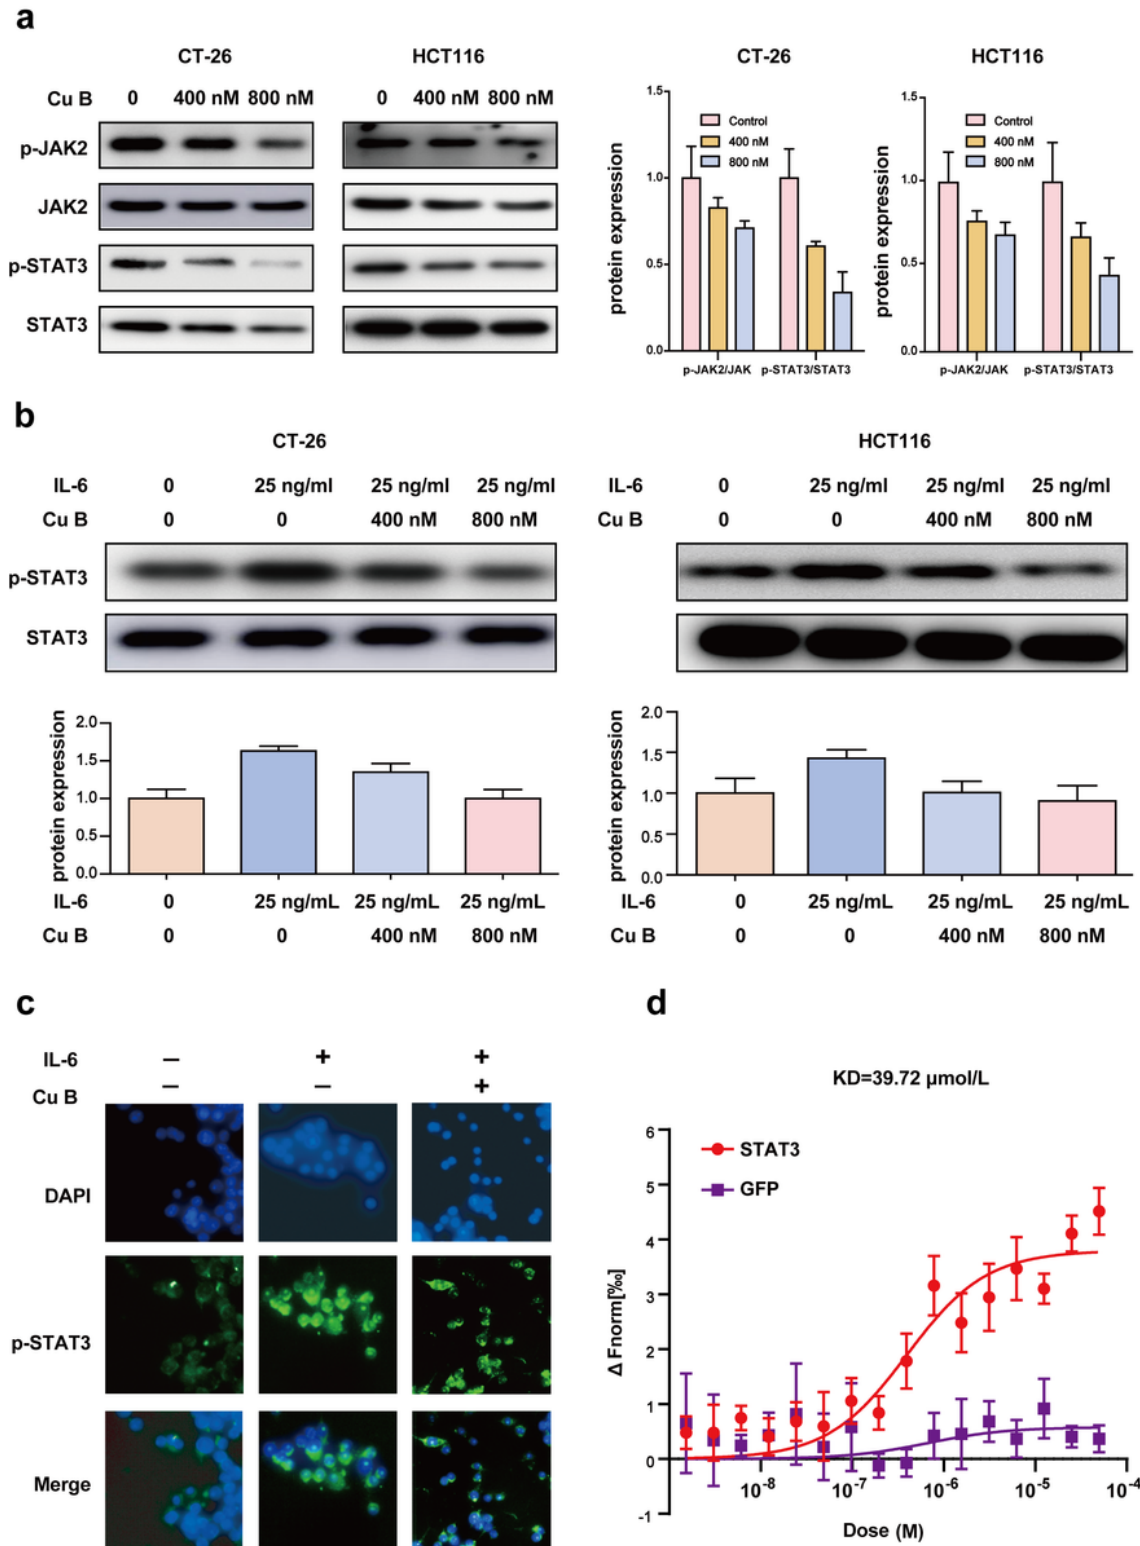 a
CT-26 HCT116
Cu B 0 400 nM 800 nM 0 400 nM 800 nM
p-JAK2
JAK2
p-STAT3
STAT3
CT-26
protein expression
1.5
1.0
0.5
0.0
Control
400 nM
800 nM
p-JAK2/JAK p-STAT3/STAT3
HCT116
protein expression
1.5
1.0
0.5
0.0
Control
400 nM
800 nM
p-JAK2/JAK p-STAT3/STAT3
b
CT-26
IL-6 0 25 ng/ml 25 ng/ml 25 ng/ml
Cu B 0 0 400 nM 800 nM
p-STAT3
STAT3
protein expression
2.0
1.5
1.0
0.5
0.0
IL-6 0 25 ng/mL 25 ng/mL 25 ng/mL
Cu B 0 0 400 nM 800 nM
HCT116
IL-6 0 25 ng/ml 25 ng/ml 25 ng/ml
Cu B 0 0 400 nM 800 nM
protein expression
2.0
1.5
1.0
0.5
0.0
IL-6 0 25 ng/mL 25 ng/mL 25 ng/mL
Cu B 0 0 400 nM 800 nM
c
IL-6 – + +
Cu B – – +
DAPI
p-STAT3
Merge
d
KD=39.72 μmol/L
STAT3
GFP
Δ Fnorm[‰]
6
5
4
3
2
1
0
-1
10⁻⁸ 10⁻⁷ 10⁻⁶ 10⁻⁵ 10⁻⁴
Dose (M)